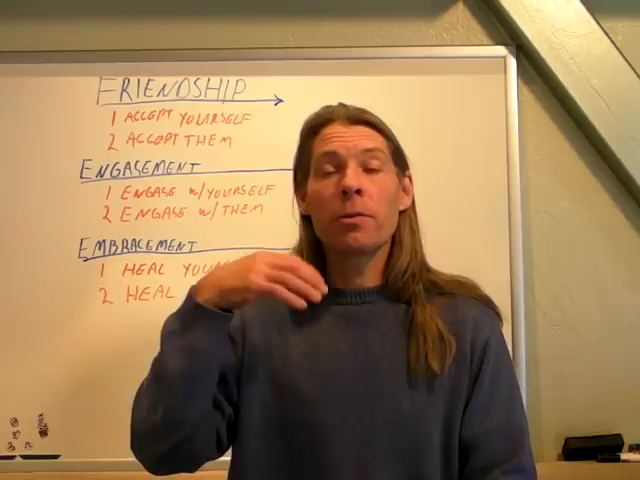 FRIENDSHIP
1 ACCEPT YOURSELF
2 ACCEPT THEM
ENGAGEMENT
1 ENGAGE W/YOURSELF
2 ENGAGE W/ THEM
EMBRACEMENT
1 HEAL
2 HEAL